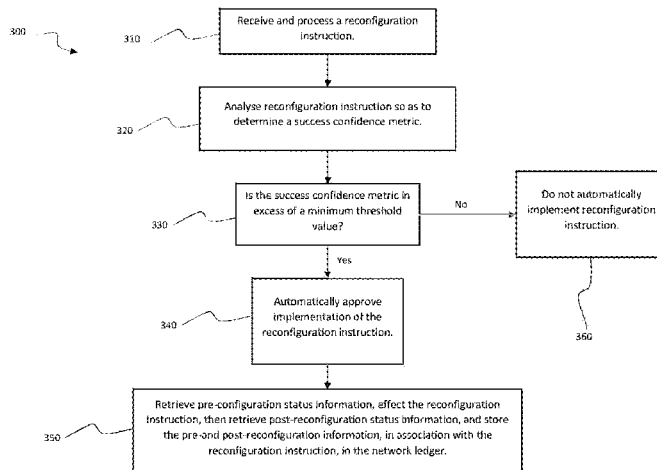 300
310
Receive and process a reconfiguration
instruction.
320
Analyse reconfiguration instruction so as to
determine a success confidence metric.
330
Is the success confidence metric in
excess of a minimum threshold
value?
No
Do not automatically
implement reconfiguration
instruction.
360
Yes
340
Automatically approve
implementation of the
reconfiguration instruction.
350
Retrieve pre-configuration status information, effect the reconfiguration
instruction, then retrieve post-reconfiguration status information, and store
the pre-and post-reconfiguration information, in association with the
reconfiguration instruction, in the network ledger.